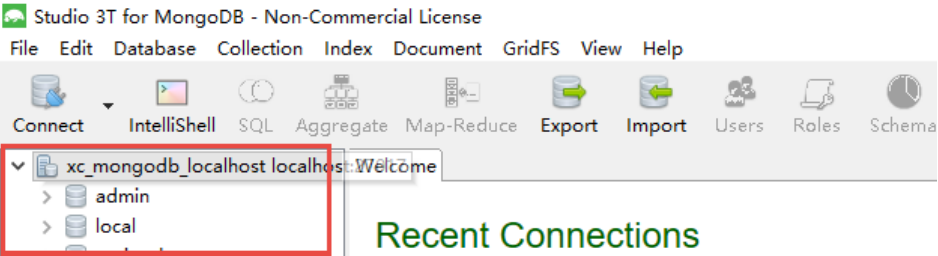 Studio 3T for MongoDB - Non-Commercial License
File Edit Database Collection Index Document GridFS View Help
Connect IntelliShell SQL Aggregate Map-Reduce Export Import Users Roles Schema
xc_mongodb_localhost localhost:27017 Welcome
admin
local
Recent Connections